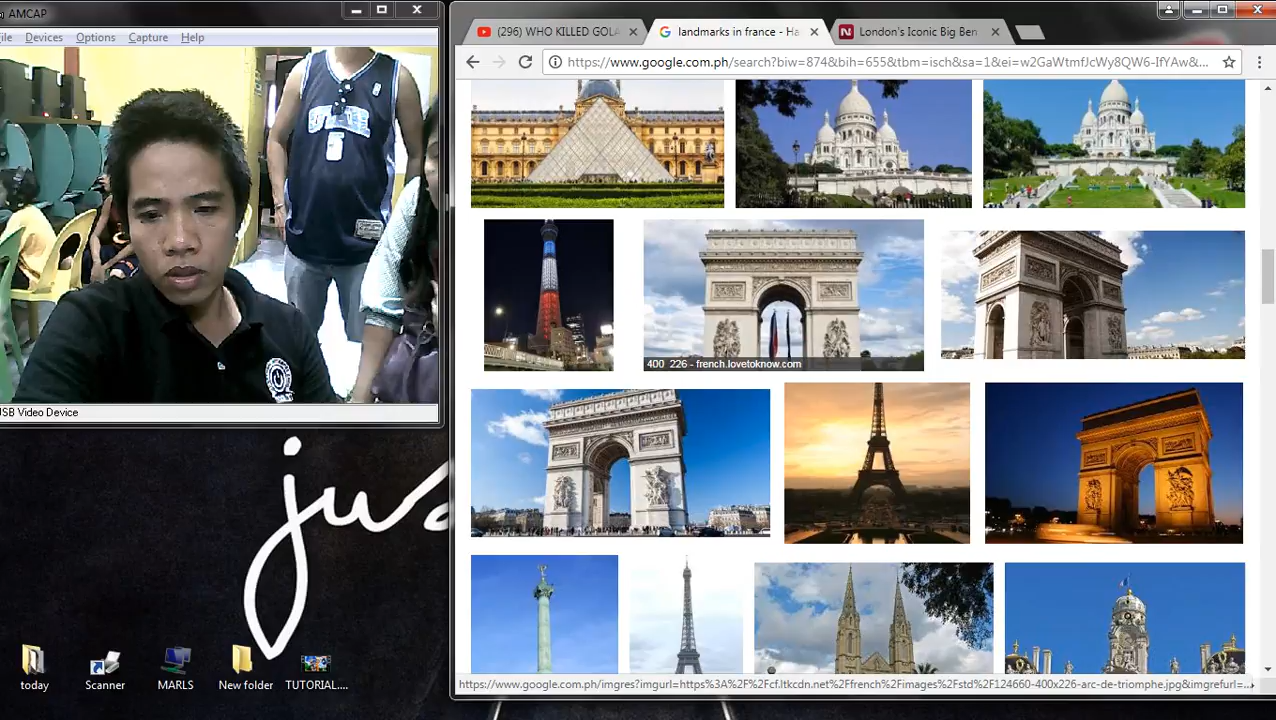 AMCAP
ile Devices Options Capture Help
JSB Video Device
(296) WHO KILLED GOLA
landmarks in france - Ha
London's Iconic Big Ben
https://www.google.com.ph/search?biw=874&bih=655&tbm=isch&sa=1&ei=w2GaWtmfJcWy8QW6-IfYAw&...
400 226 - french.lovetoknow.com
jus
today
Scanner
MARLS
New folder
TUTORIAL....
https://www.google.com.ph/imgres?imgurl=https%3A%2F%2Fcf.ltkcdn.net%2Ffrench%2Fimages%2Fstd%2F124660-400x226-arc-de-triomphe.jpg&imgrefurl=...